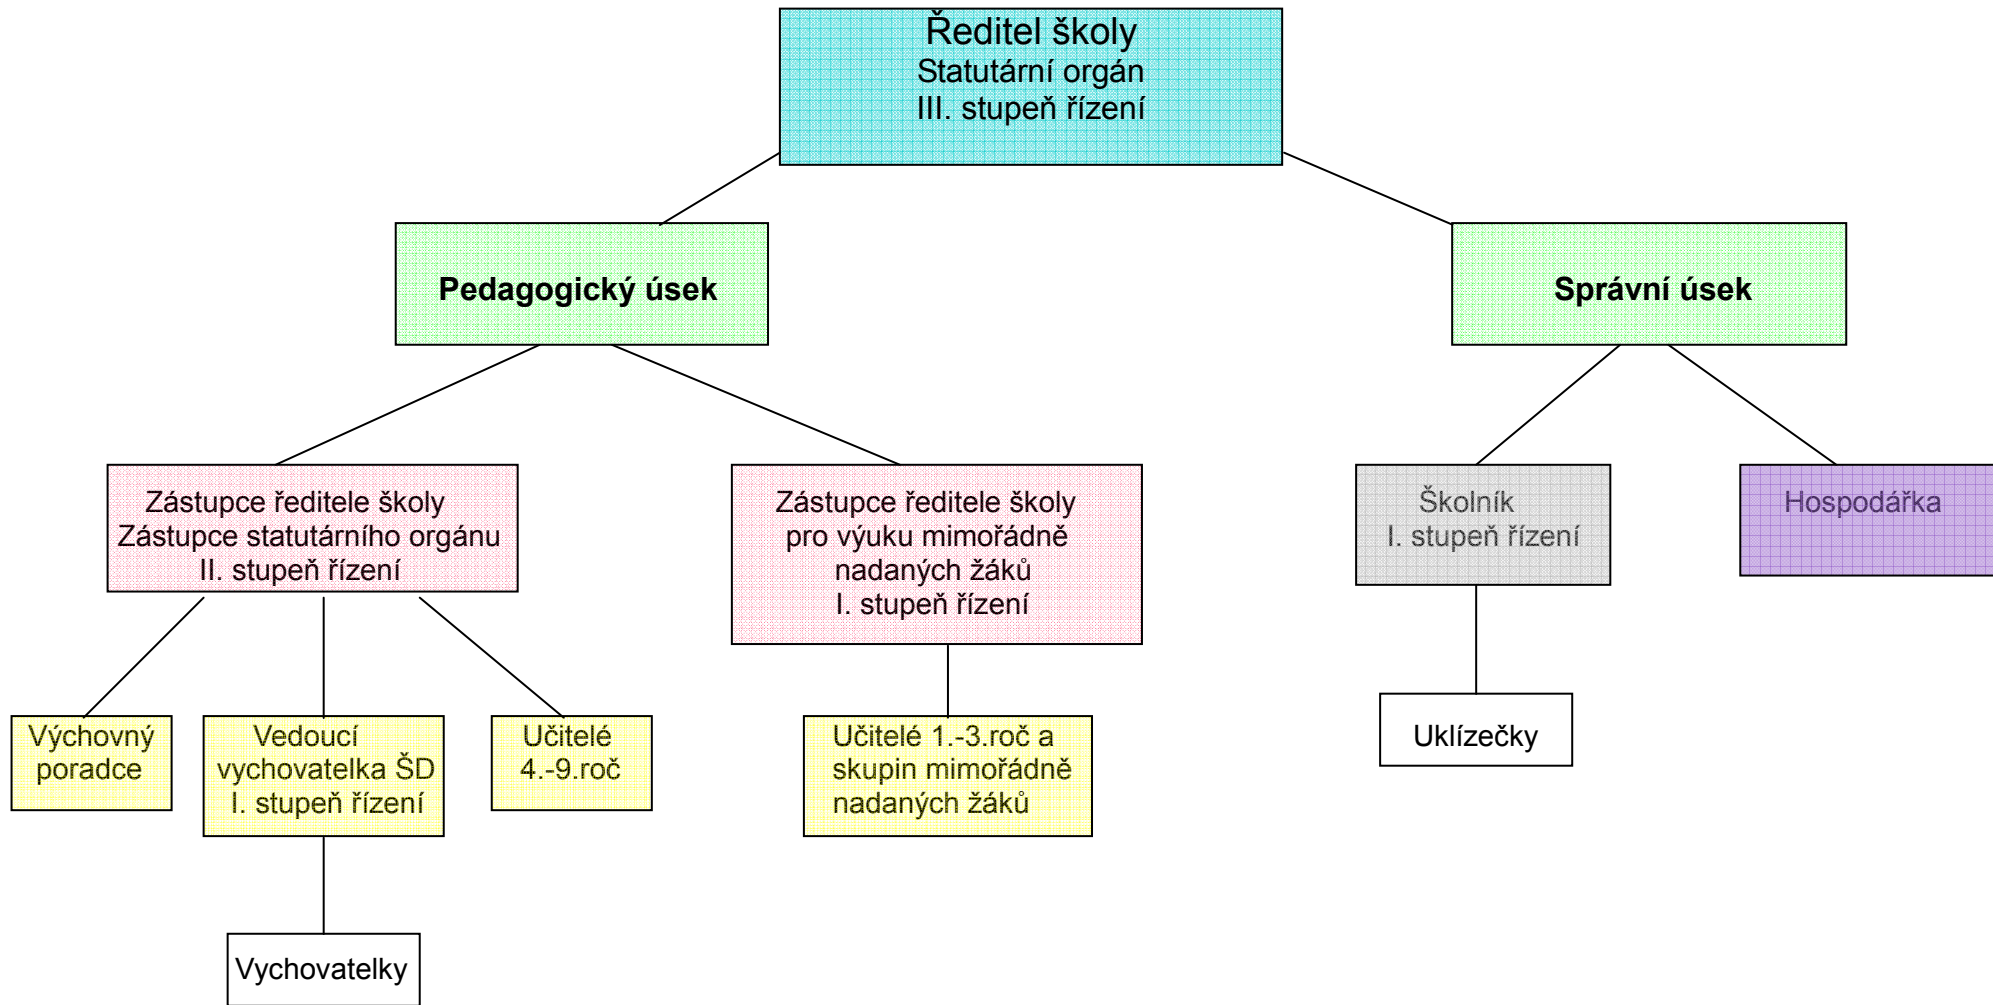 Ředitel školy
Statutární orgán
III. stupeň řízení
Pedagogický úsek
Správní úsek
Zástupce ředitele školy
Zástupce statutárního orgánu
II. stupeň řízení
Zástupce ředitele školy
pro výuku mimořádně
nadaných žáků
I. stupeň řízení
Školník
I. stupeň řízení
Hospodářka
Výchovný
poradce
Vedoucí
vychovatelka ŠD
I. stupeň řízení
Učitelé
4.-9.roč
Učitelé 1.-3.roč a
skupin mimořádně
nadaných žáků
Uklízečky
Vychovatelky